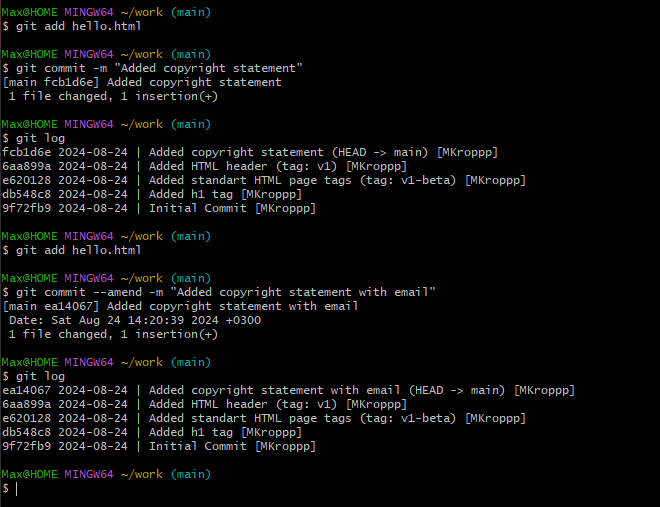 Max@HOME MINGW64 ~/work (main)
$ git add hello.html
Max@HOME MINGW64 ~/work (main)
$ git commit -m "Added copyright statement"
[main fcb1d6e] Added copyright statement
1 file changed, 1 insertion(+)
Max@HOME MINGW64 ~/work (main)
$ git log
fcb1d6e 2024-08-24 | Added copyright statement (HEAD -> main) [MKroppp]
6aa899a 2024-08-24 | Added HTML header (tag: v1) [MKroppp]
e620128 2024-08-24 | Added standart HTML page tags (tag: v1-beta) [MKroppp]
db548c8 2024-08-24 | Added h1 tag [MKroppp]
9f72fb9 2024-08-24 | Initial Commit [MKroppp]
Max@HOME MINGW64 ~/work (main)
$ git add hello.html
Max@HOME MINGW64 ~/work (main)
$ git commit --amend -m "Added copyright statement with email"
[main ea14067] Added copyright statement with email
Date: Sat Aug 24 14:20:39 2024 +0300
1 file changed, 1 insertion(+)
Max@HOME MINGW64 ~/work (main)
$ git log
ea14067 2024-08-24 | Added copyright statement with email (HEAD -> main) [MKroppp]
6aa899a 2024-08-24 | Added HTML header (tag: v1) [MKroppp]
e620128 2024-08-24 | Added standart HTML page tags (tag: v1-beta) [MKroppp]
db548c8 2024-08-24 | Added h1 tag [MKroppp]
9f72fb9 2024-08-24 | Initial Commit [MKroppp]
Max@HOME MINGW64 ~/work (main)
$